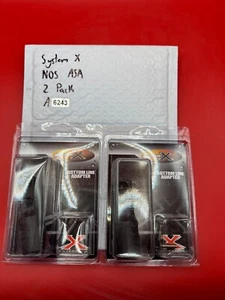 System X
NOS ASA
2 Pack
A 6243
X
BOTTOM LINE
ADAPTER
X
X
BOTTOM LINE
ADAPTER
X